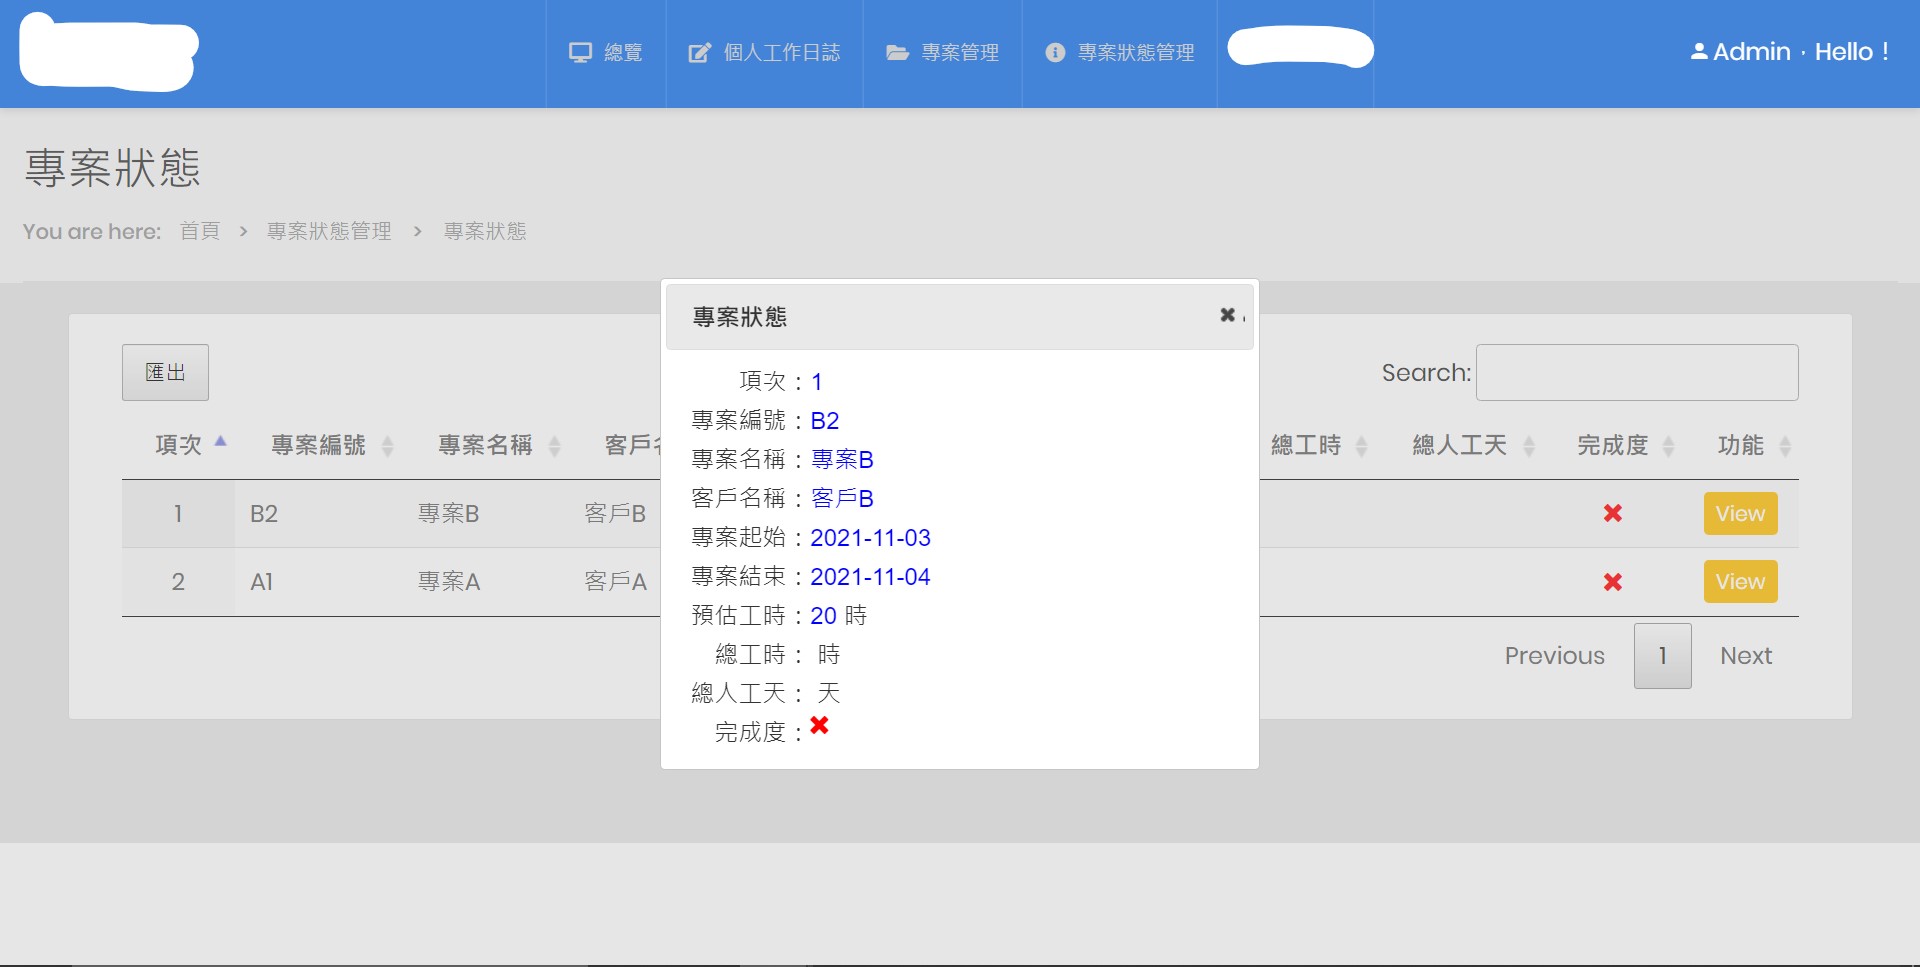 總覽
個人工作日誌
專案管理
專案狀態管理
Admin，Hello！
專案狀態
You are here: 首頁 > 專案狀態管理 > 專案狀態
匯出
Search:
項次 專案編號 專案名稱 客戶 總工時 總人工天 完成度 功能
1 B2 專案B 客戶B View
2 A1 專案A 客戶A View
Previous 1 Next
專案狀態
項次：1
專案編號：B2
專案名稱：專案B
客戶名稱：客戶B
專案起始：2021-11-03
專案結束：2021-11-04
預估工時：20 時
總工時： 時
總人工天： 天
完成度：